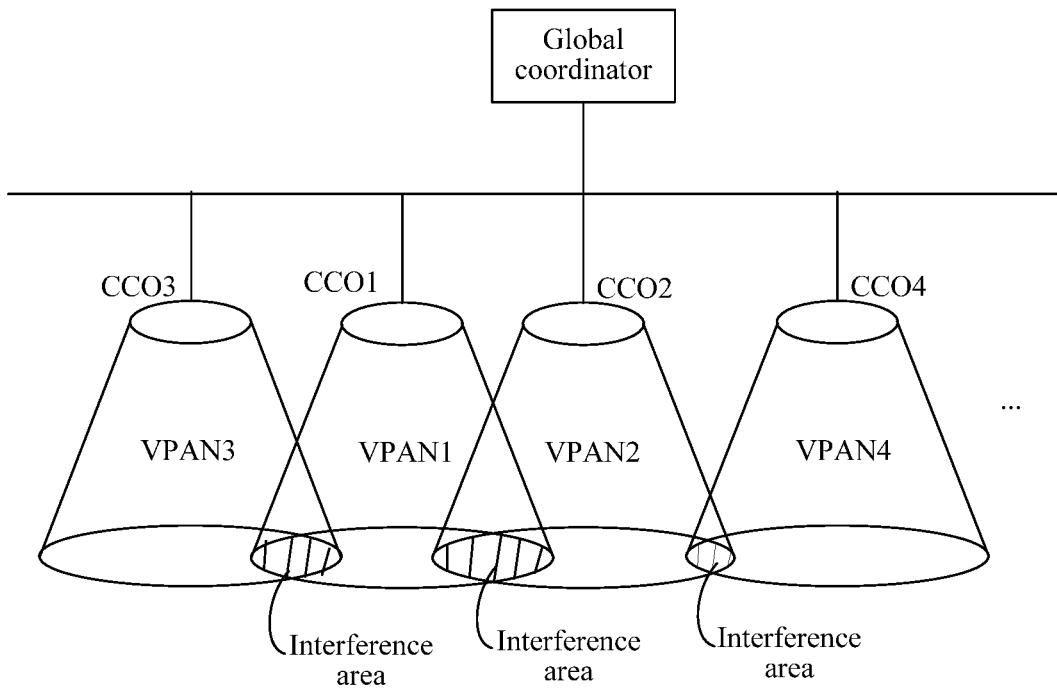 Global
coordinator
CCO3
CCO1
CCO2
CCO4
VPAN3
VPAN1
VPAN2
VPAN4
...
Interference
area
Interference
area
Interference
area